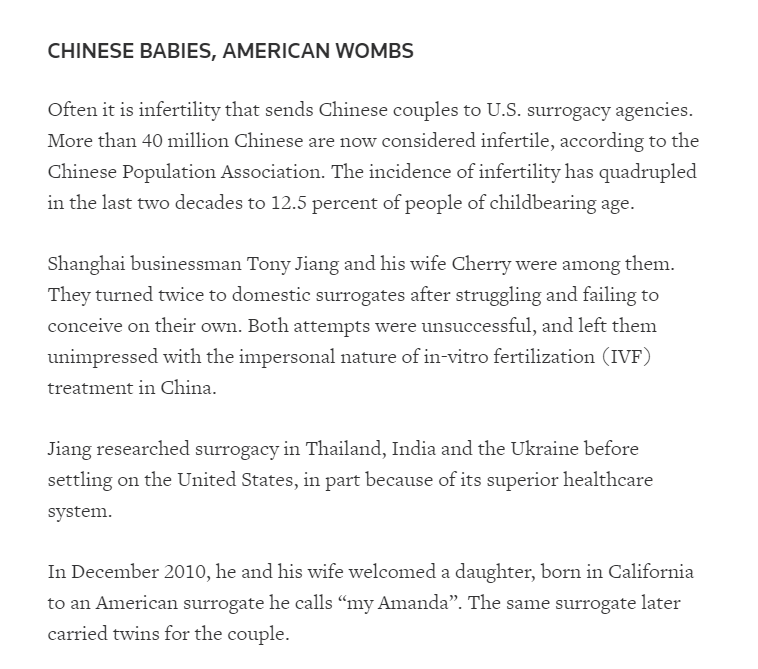 CHINESE BABIES, AMERICAN WOMBS
Often it is infertility that sends Chinese couples to U.S. surrogacy agencies.
More than 40 million Chinese are now considered infertile, according to the
Chinese Population Association. The incidence of infertility has quadrupled
in the last two decades to 12.5 percent of people of childbearing age.
Shanghai businessman Tony Jiang and his wife Cherry were among them.
They turned twice to domestic surrogates after struggling and failing to
conceive on their own. Both attempts were unsuccessful, and left them
unimpressed with the impersonal nature of in-vitro fertilization (IVF)
treatment in China.
Jiang researched surrogacy in Thailand, India and the Ukraine before
settling on the United States, in part because of its superior healthcare
system.
In December 2010, he and his wife welcomed a daughter, born in California
to an American surrogate he calls “my Amanda”. The same surrogate later
carried twins for the couple.